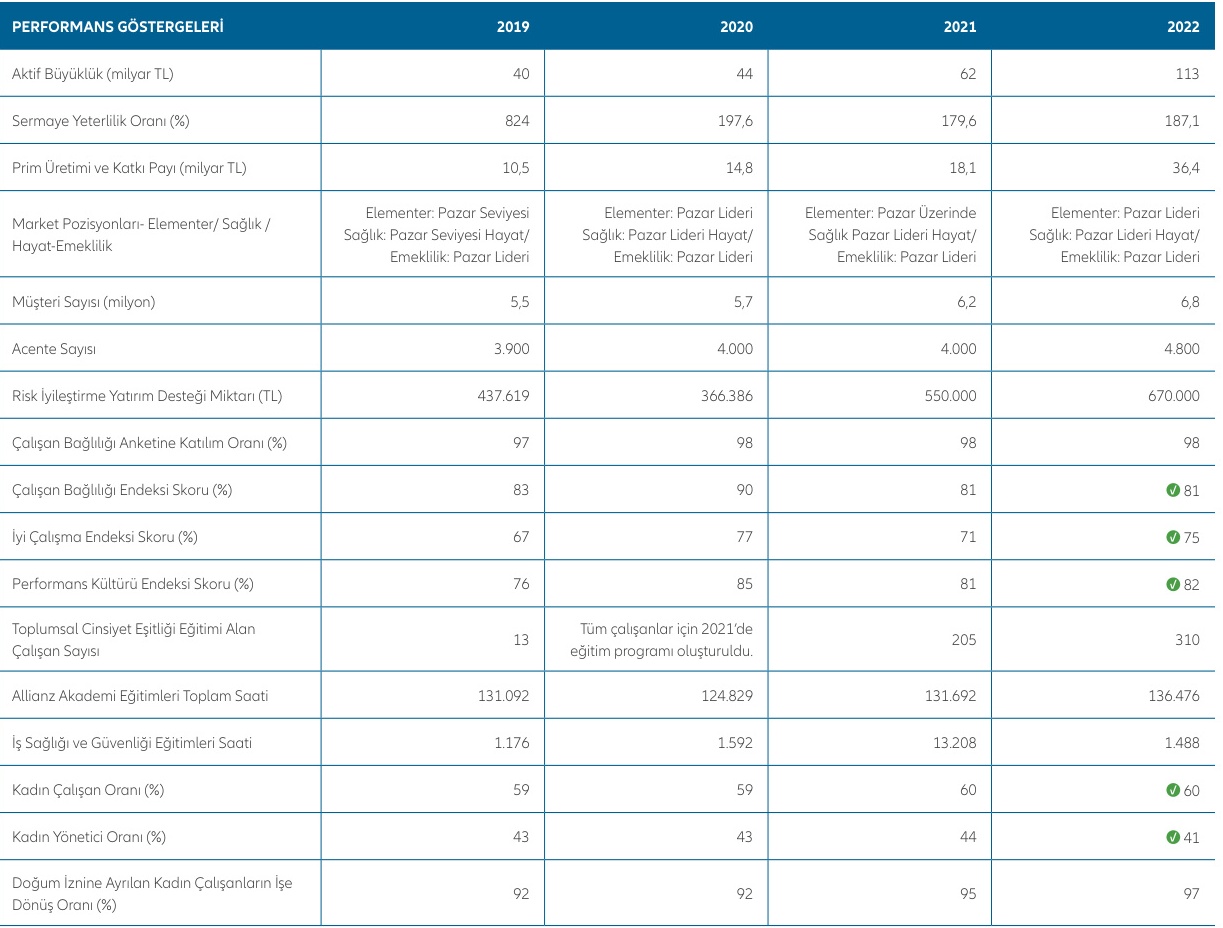 PERFORMANS GÖSTERGELERİ 2019 2020 2021 2022
Aktif Büyüklük (milyar TL) 40 44 62 113
Sermaye Yeterlilik Oranı (%) 824 197,6 179,6 187,1
Prim Üretimi ve Katkı Payı (milyar TL) 10,5 14,8 18,1 36,4
Market Pozisyonları- Elementer/ Sağlık /
Hayat-Emeklilik
Elementer: Pazar Seviyesi
Sağlık: Pazar Seviyesi Hayat/
Emeklilik: Pazar Lideri
Elementer: Pazar Lideri
Sağlık: Pazar Lideri Hayat/
Emeklilik: Pazar Lideri
Elementer: Pazar Üzerinde
Sağlık Pazar Lideri Hayat/
Emeklilik: Pazar Lideri
Elementer: Pazar Lideri
Sağlık: Pazar Lideri Hayat/
Emeklilik: Pazar Lideri
Müşteri Sayısı (milyon) 5,5 5,7 6,2 6,8
Acente Sayısı 3.900 4.000 4.000 4.800
Risk İyileştirme Yatırım Desteği Miktarı (TL) 437.619 366.386 550.000 670.000
Çalışan Bağlılığı Anketine Katılım Oranı (%) 97 98 98 98
Çalışan Bağlılığı Endeksi Skoru (%) 83 90 81 81
İyi Çalışma Endeksi Skoru (%) 67 77 71 75
Performans Kültürü Endeksi Skoru (%) 76 85 81 82
Toplumsal Cinsiyet Eşitliği Eğitimi Alan
Çalışan Sayısı
13
Tüm çalışanlar için 2021'de
eğitim programı oluşturuldu.
205
310
Allianz Akademi Eğitimleri Toplam Saati 131.092 124.829 131.692 136.476
İş Sağlığı ve Güvenliği Eğitimleri Saati 1.176 1.592 13.208 1.488
Kadın Çalışan Oranı (%) 59 59 60 60
Kadın Yönetici Oranı (%) 43 43 44 41
Doğum İznine Ayrılan Kadın Çalışanların İşe
Dönüş Oranı (%)
92 92 95 97